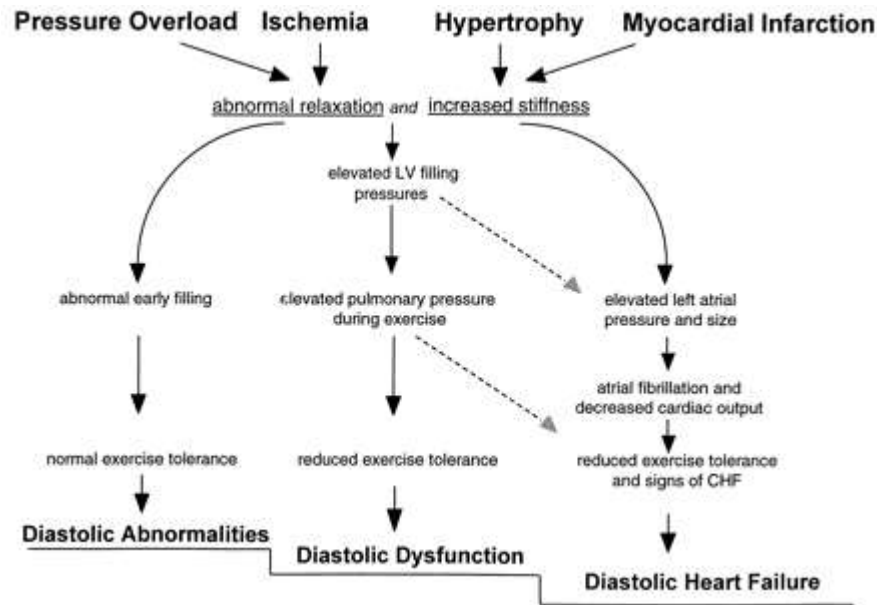 Pressure Overload Ischemia Hypertrophy Myocardial Infarction
abnormal relaxation and increased stiffness
elevated LV filling
pressures
abnormal early filling
elevated pulmonary pressure
during exercise
elevated left atrial
pressure and size
atrial fibrillation and
decreased cardiac output
normal exercise tolerance
reduced exercise tolerance
reduced exercise tolerance
and signs of CHF
Diastolic Abnormalities
Diastolic Dysfunction
Diastolic Heart Failure